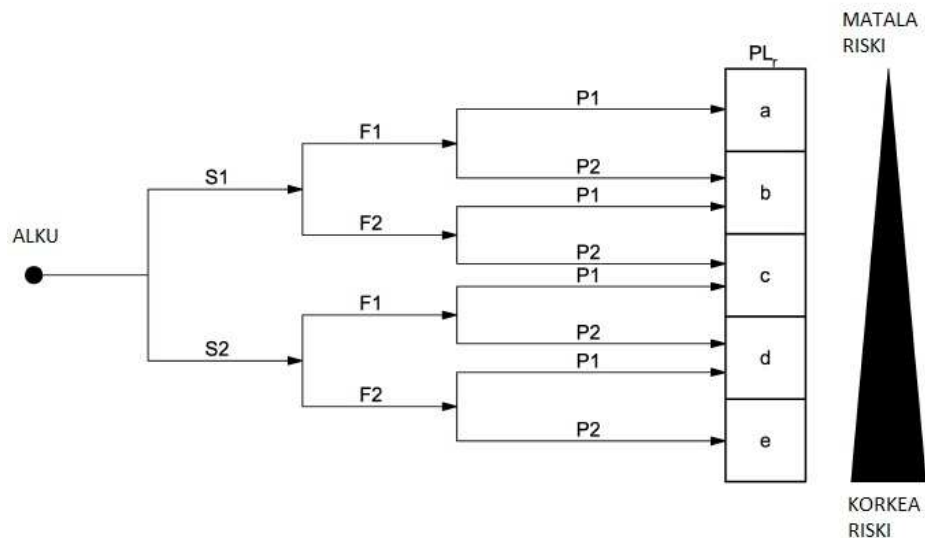 MATALA
RISKI
PLr
P1
a
F1
P2
S1
b
P1
F2
ALKU
P2
c
P1
F1
P2
S2
d
P1
F2
P2
e
KORKEA
RISKI